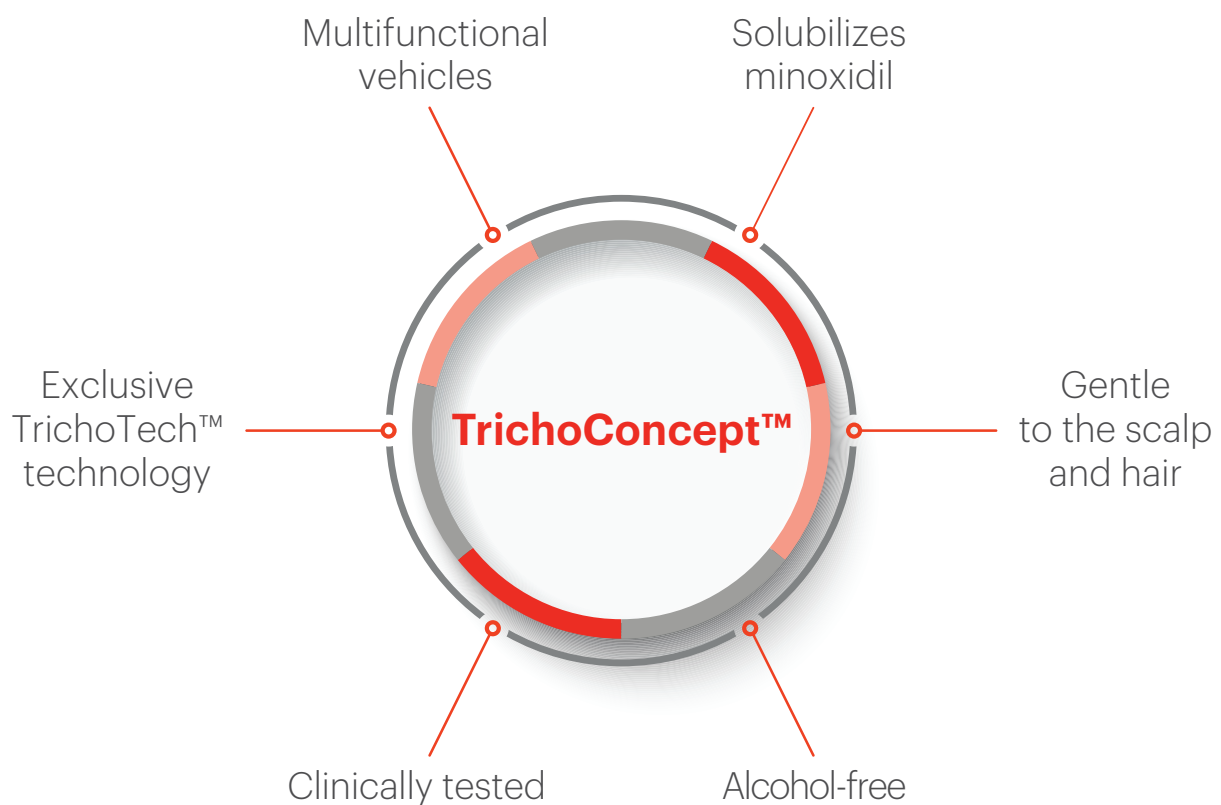 Multifunctional
vehicles
Solubilizes
minoxidil
Exclusive
TrichoTech™
technology
TrichoConcept™
Gentle
to the scalp
and hair
Clinically tested
Alcohol-free